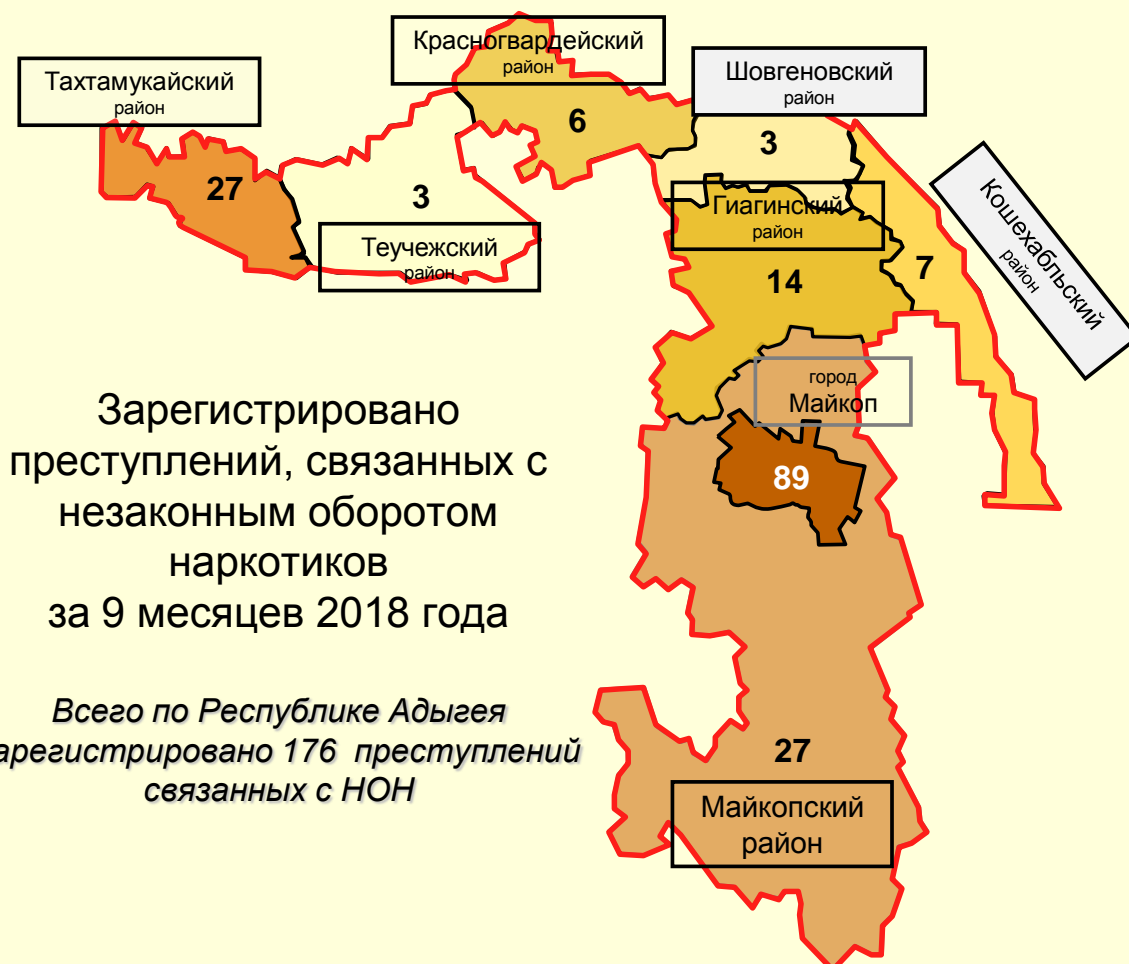 Красногвардейский
район
Шовгеновский
район
Тахтамукайский
район
6
3
27
3
Гиагинский
район
Кошехабльский
район
Теучежский
район
7
14
город
Майкоп
89
Зарегистрировано
преступлений, связанных с
незаконным оборотом
наркотиков
за 9 месяцев 2018 года
Всего по Республике Адыгея
арегистрировано 176 преступлений
связанных с НОН
27
Майкопский
район